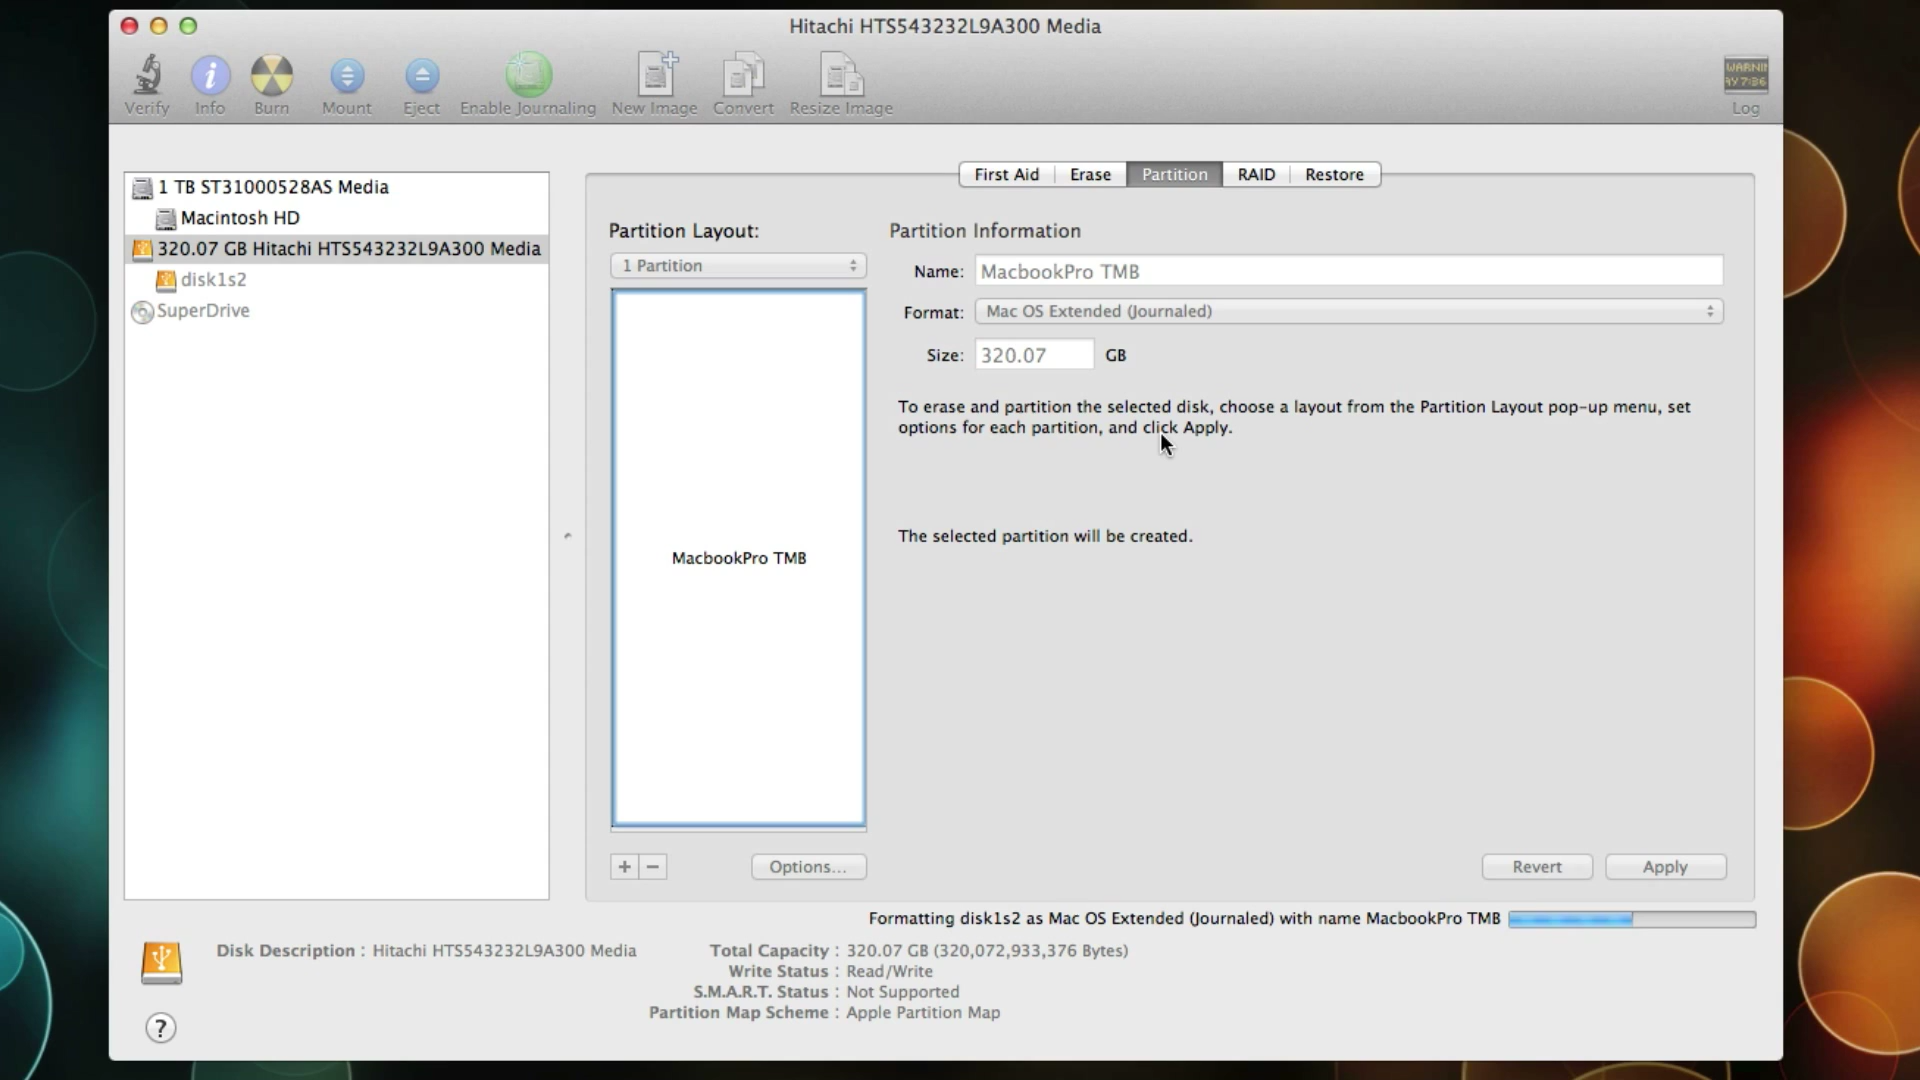 Hitachi HTS543232L9A300 Media
Verify Info Burn Mount Eject Enable Journaling New Image Convert Resize Image
WARNIN
AY 7:36
Log
1 TB ST31000528AS Media
Macintosh HD
320.07 GB Hitachi HTS543232L9A300 Media
disk1s2
SuperDrive
First Aid Erase Partition RAID Restore
Partition Layout:
1 Partition
MacbookPro TMB
+ − Options...
Partition Information
Name: MacbookPro TMB
Format: Mac OS Extended (Journaled)
Size: 320.07 GB
To erase and partition the selected disk, choose a layout from the Partition Layout pop-up menu, set
options for each partition, and click Apply.
The selected partition will be created.
Revert Apply
Formatting disk1s2 as Mac OS Extended (Journaled) with name MacbookPro TMB
Disk Description : Hitachi HTS543232L9A300 Media
Total Capacity : 320.07 GB (320,072,933,376 Bytes)
Write Status : Read/Write
S.M.A.R.T. Status : Not Supported
Partition Map Scheme : Apple Partition Map
?